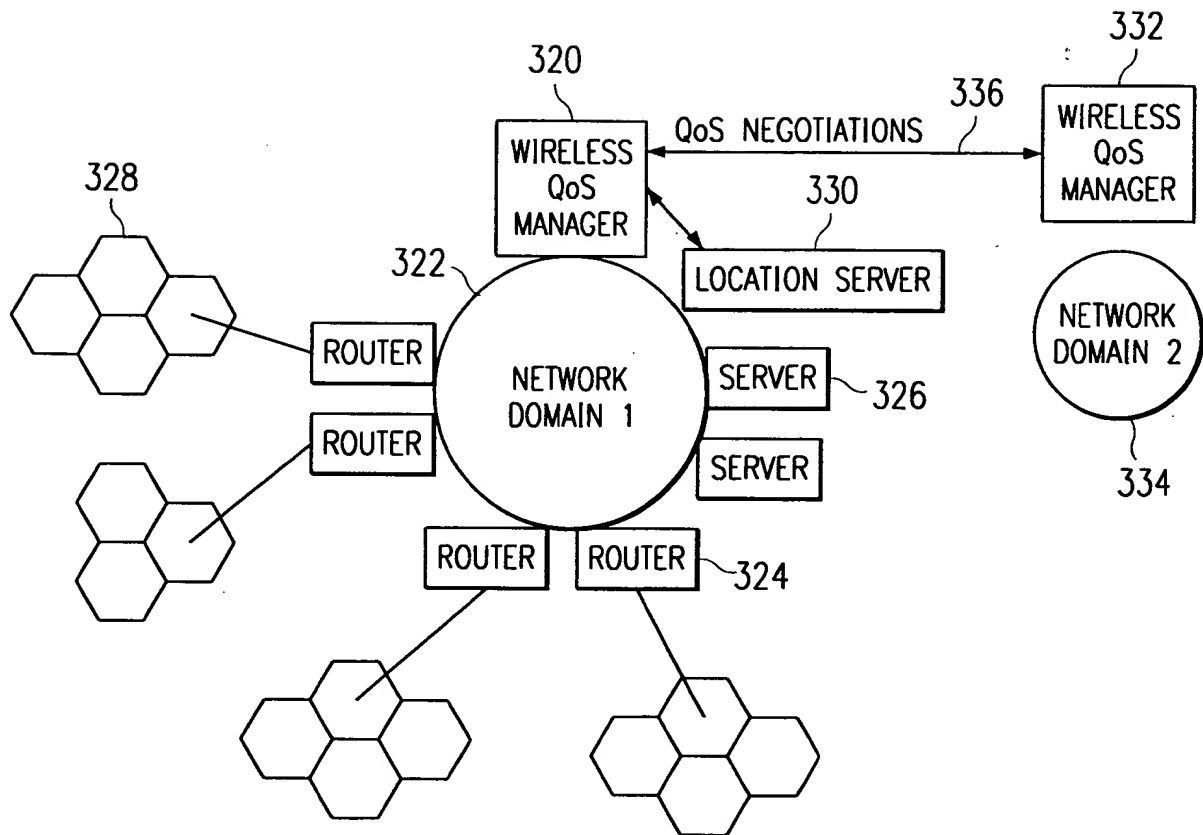 332
320
336
WIRELESS
QoS
MANAGER
QoS NEGOTIATIONS
WIRELESS
QoS
MANAGER
328
330
322
LOCATION SERVER
ROUTER
NETWORK
DOMAIN 1
SERVER
326
NETWORK
DOMAIN 2
ROUTER
SERVER
334
ROUTER
ROUTER
324